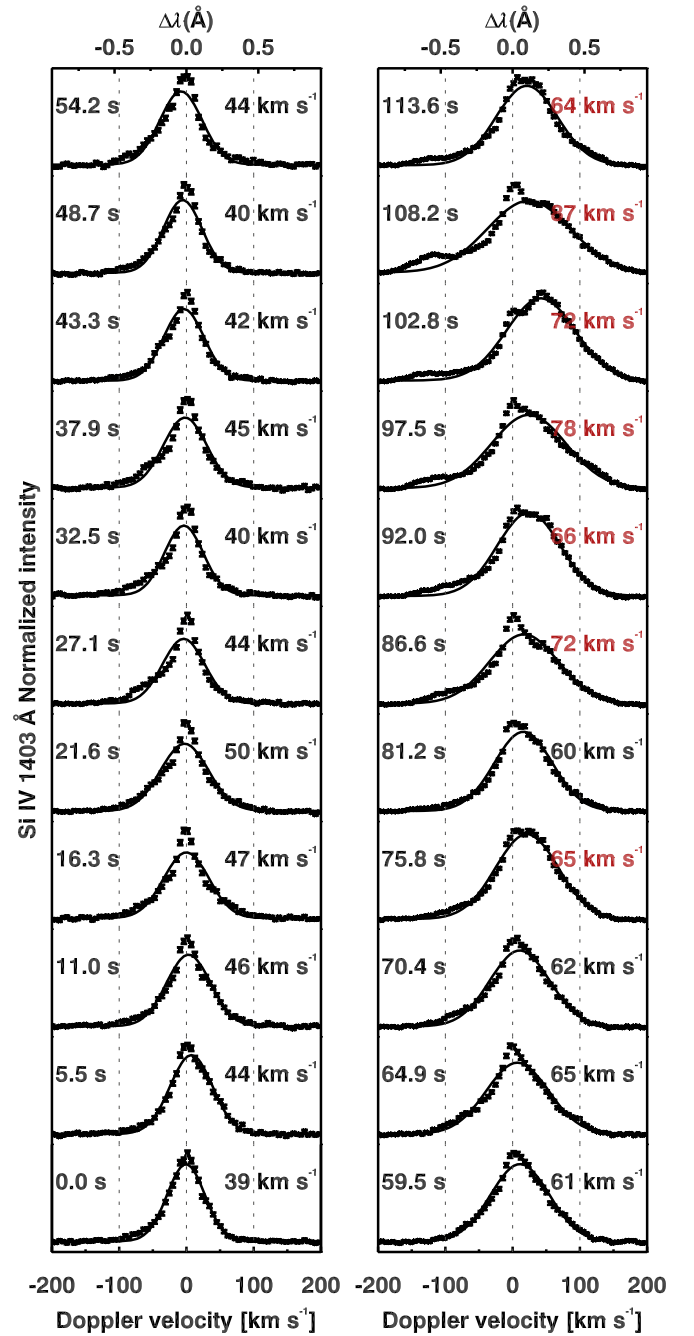 Δλ(Å)
-0.5 0.0 0.5
54.2 s 44 km s⁻¹
48.7 s 40 km s⁻¹
43.3 s 42 km s⁻¹
37.9 s 45 km s⁻¹
32.5 s 40 km s⁻¹
27.1 s 44 km s⁻¹
21.6 s 50 km s⁻¹
16.3 s 47 km s⁻¹
11.0 s 46 km s⁻¹
5.5 s 44 km s⁻¹
0.0 s 39 km s⁻¹
-200 -100 0 100 200
Doppler velocity [km s⁻¹]
Si IV 1403 Å Normalized Intensity
Δλ(Å)
-0.5 0.0 0.5
113.6 s 64 km s⁻¹
108.2 s 87 km s⁻¹
102.8 s 72 km s⁻¹
97.5 s 78 km s⁻¹
92.0 s 66 km s⁻¹
86.6 s 72 km s⁻¹
81.2 s 60 km s⁻¹
75.8 s 65 km s⁻¹
70.4 s 62 km s⁻¹
64.9 s 65 km s⁻¹
59.5 s 61 km s⁻¹
-200 -100 0 100 200
Doppler velocity [km s⁻¹]